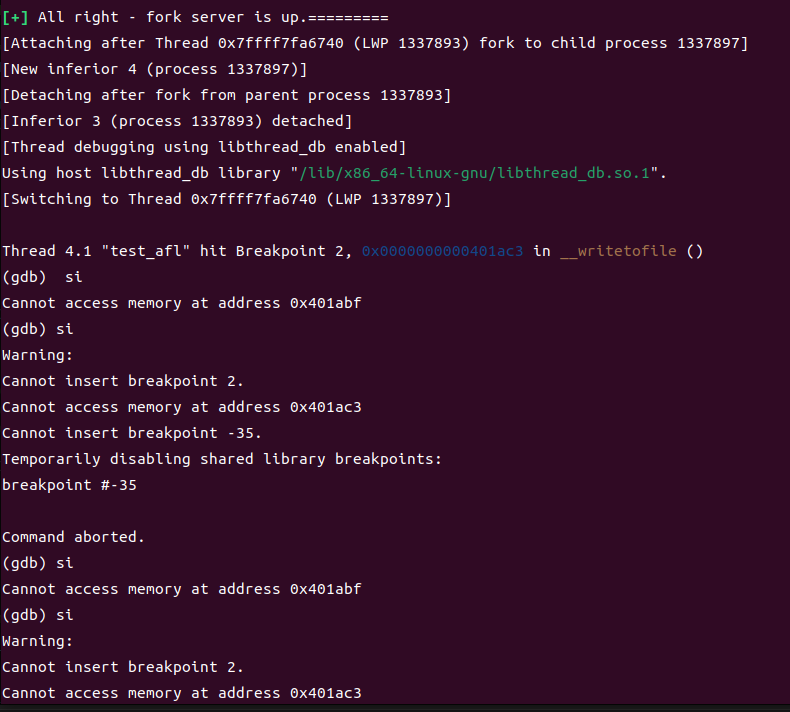 [+] All right - fork server is up.=========
[Attaching after Thread 0x7ffff7fa6740 (LWP 1337893) fork to child process 1337897]
[New inferior 4 (process 1337897)]
[Detaching after fork from parent process 1337893]
[Inferior 3 (process 1337893) detached]
[Thread debugging using libthread_db enabled]
Using host libthread_db library "/lib/x86_64-linux-gnu/libthread_db.so.1".
[Switching to Thread 0x7ffff7fa6740 (LWP 1337897)]
Thread 4.1 "test_afl" hit Breakpoint 2, 0x0000000000401ac3 in __writetofile ()
(gdb)  si
Cannot access memory at address 0x401abf
(gdb) si
Warning:
Cannot insert breakpoint 2.
Cannot access memory at address 0x401ac3
Cannot insert breakpoint -35.
Temporarily disabling shared library breakpoints:
breakpoint #-35
Command aborted.
(gdb) si
Cannot access memory at address 0x401abf
(gdb) si
Warning:
Cannot insert breakpoint 2.
Cannot access memory at address 0x401ac3